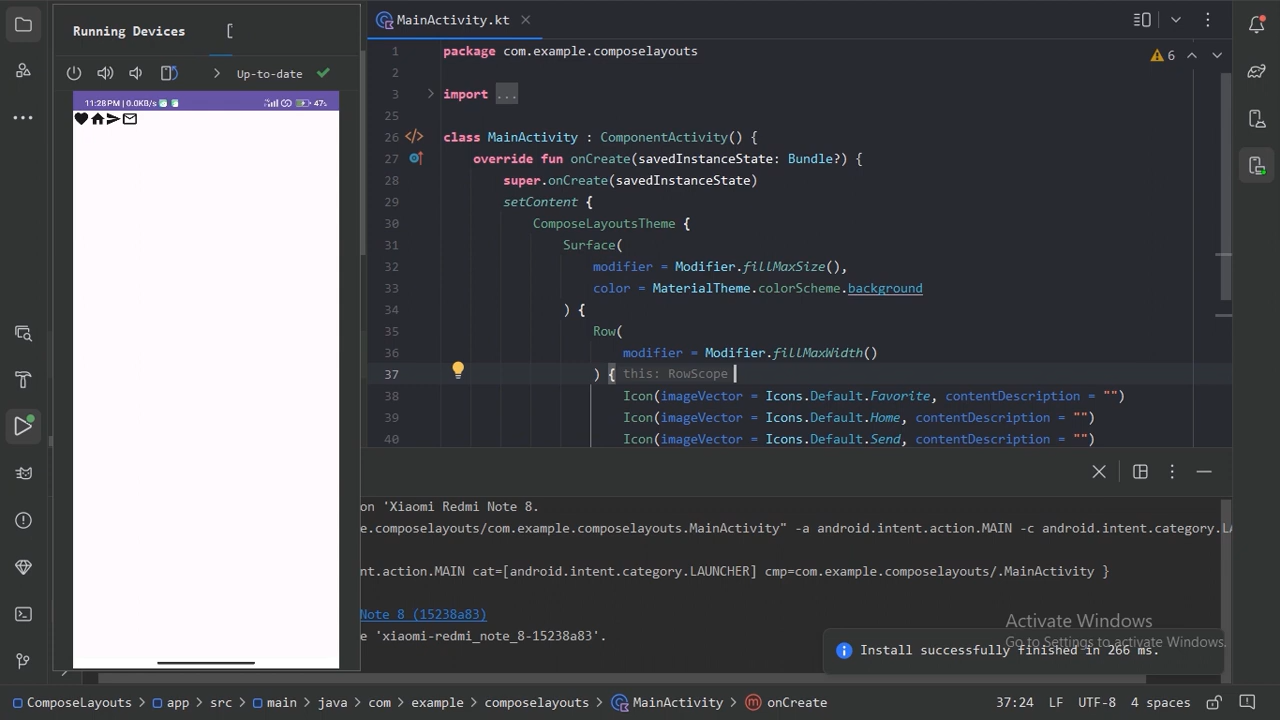 Running Devices
MainActivity.kt
Up-to-date
11:28PM | 0.0KB/s
47%
6
1 package com.example.composelayouts
2
3 import ...
25
26 class MainActivity : ComponentActivity() {
27 override fun onCreate(savedInstanceState: Bundle?) {
28 super.onCreate(savedInstanceState)
29 setContent {
30 ComposeLayoutsTheme {
31 Surface(
32 modifier = Modifier.fillMaxSize(),
33 color = MaterialTheme.colorScheme.background
34 ) {
35 Row(
36 modifier = Modifier.fillMaxWidth()
37 ) { this: RowScope
38 Icon(imageVector = Icons.Default.Favorite, contentDescription = "")
39 Icon(imageVector = Icons.Default.Home, contentDescription = "")
40 Icon(imageVector = Icons.Default.Send, contentDescription = "")
on 'Xiaomi Redmi Note 8.
e.composelayouts/com.example.composelayouts.MainActivity" -a android.intent.action.MAIN -c android.intent.category.LA
nt.action.MAIN cat=[android.intent.category.LAUNCHER] cmp=com.example.composelayouts/.MainActivity }
Note 8 (15238a83)
e 'xiaomi-redmi_note_8-15238a83'.
Activate Windows
Go to Settings to activate Windows.
Install successfully finished in 266 ms.
ComposeLayouts > app > src > main > java > com > example > composelayouts > MainActivity > onCreate
37:24 LF UTF-8 4 spaces